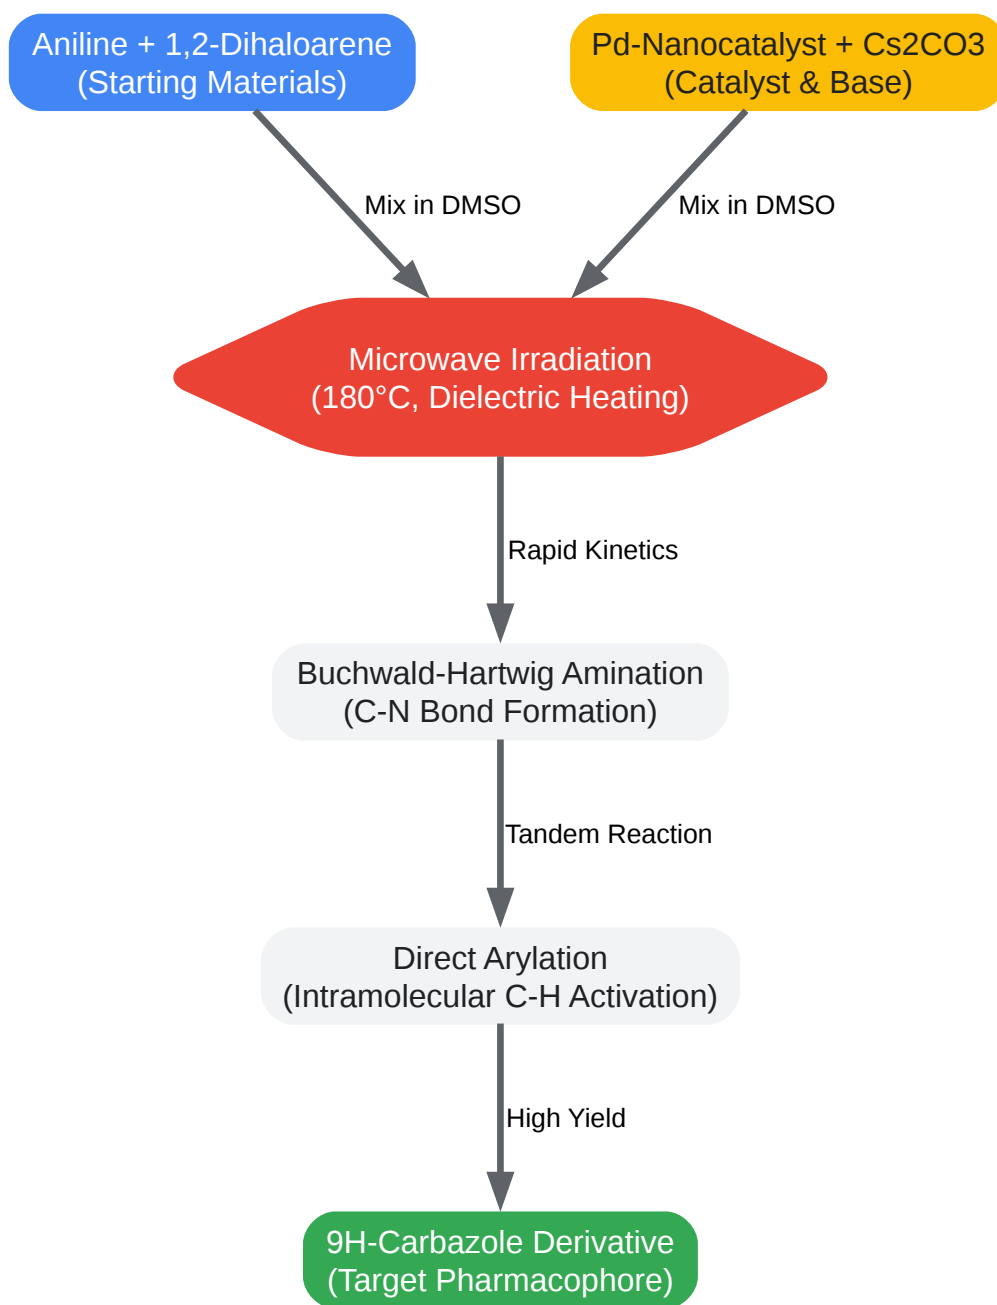 Aniline + 1,2-Dihaloarene
(Starting Materials)
Pd-Nanocatalyst + Cs2CO3
(Catalyst & Base)
Mix in DMSO
Mix in DMSO
Microwave Irradiation
(180°C, Dielectric Heating)
Rapid Kinetics
Buchwald-Hartwig Amination
(C-N Bond Formation)
Tandem Reaction
Direct Arylation
(Intramolecular C-H Activation)
High Yield
9H-Carbazole Derivative
(Target Pharmacophore)